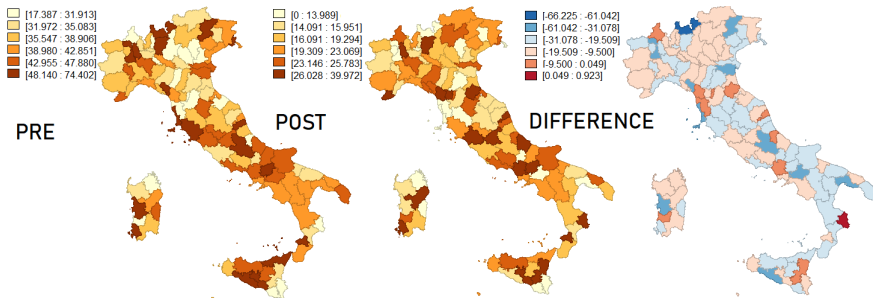 [17.387 : 31.913]
[31.972 : 35.083]
[35.547 : 38.906]
[38.980 : 42.851]
[42.955 : 47.880]
[48.140 : 74.402]
PRE
[0 : 13.989]
[14.091 : 15.951]
[16.091 : 19.294]
[19.309 : 23.069]
[23.146 : 25.783]
[26.028 : 39.972]
POST
[-66.225 : -61.042]
[-61.042 : -31.078]
[-31.078 : -19.509]
[-19.509 : -9.500]
[-9.500 : 0.049]
[0.049 : 0.923]
DIFFERENCE